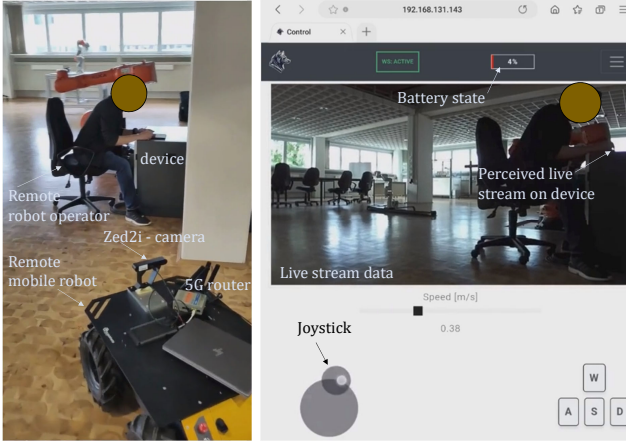 device
Remote
robot operator
Zed2i - camera
Remote
mobile robot
5G router
192.168.131.143
Control
WS: ACTIVE
4%
Battery state
Perceived live
stream on device
Live stream data
Speed [m/s]
0.38
Joystick
W
A
S
D